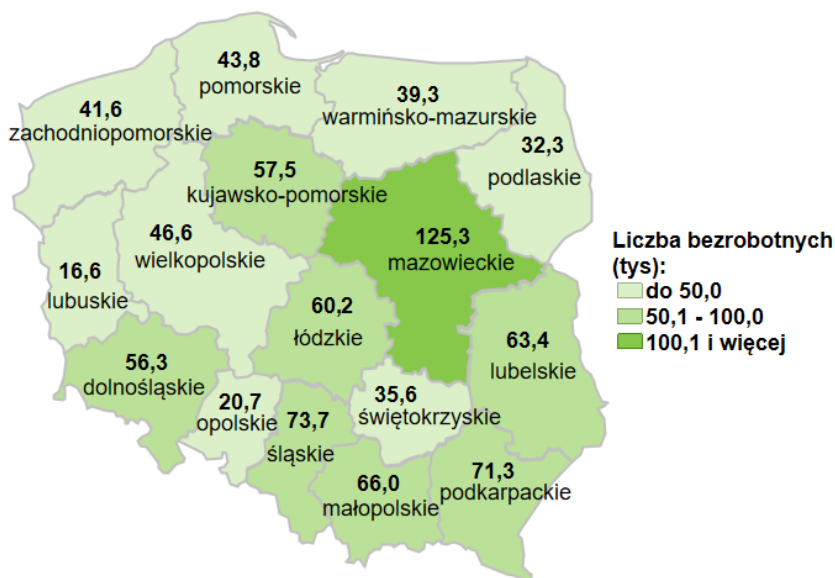 43,8
pomorskie
41,6
zachodniopomorskie
39,3
warmińsko-mazurskie
32,3
podlaskie
57,5
kujawsko-pomorskie
46,6
wielkopolskie
125,3
mazowieckie
16,6
lubuskie
60,2
łódzkie
63,4
lubelskie
56,3
dolnośląskie
20,7
opolskie
73,7
śląskie
35,6
świętokrzyskie
66,0
małopolskie
71,3
podkarpackie
Liczba bezrobotnych
(tys):
do 50,0
50,1 - 100,0
100,1 i więcej